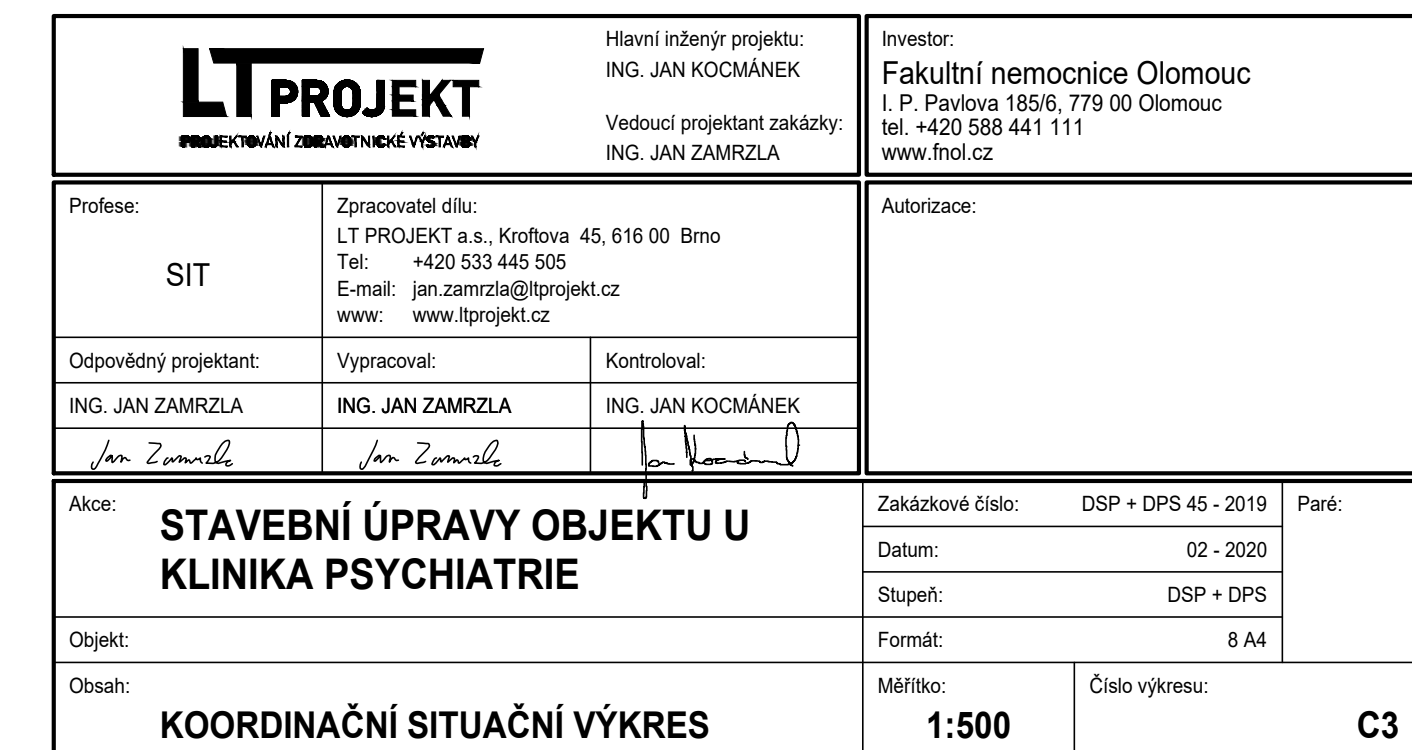 LT PROJEKT
PROJEKTOVÁNÍ ZDRAVOTNICKÉ VÝSTAVBY
Hlavní inženýr projektu:
ING. JAN KOCMÁNEK
Vedoucí projektant zakázky:
ING. JAN ZAMRZLA
Investor:
Fakultní nemocnice Olomouc
I. P. Pavlova 185/6, 779 00 Olomouc
tel. +420 588 441 111
www.fnol.cz
Profese:
SIT
Zpracovatel dílu:
LT PROJEKT a.s., Kroftova 45, 616 00 Brno
Tel: +420 533 445 505
E-mail: jan.zamrzla@ltprojekt.cz
www: www.ltprojekt.cz
Autorizace:
Odpovědný projektant:
Vypracoval:
Kontroloval:
ING. JAN ZAMRZLA
ING. JAN ZAMRZLA
ING. JAN KOCMÁNEK
Jan Zamrzla
Jan Zamrzla
Jan Kocmánek
Akce:
STAVEBNÍ ÚPRAVY OBJEKTU U
KLINIKA PSYCHIATRIE
Zakázkové číslo: DSP + DPS 45 - 2019
Paré:
Datum: 02 - 2020
Stupeň: DSP + DPS
Objekt:
Formát: 8 A4
Obsah:
KOORDINAČNÍ SITUAČNÍ VÝKRES
Měřítko:
1:500
Číslo výkresu:
C3